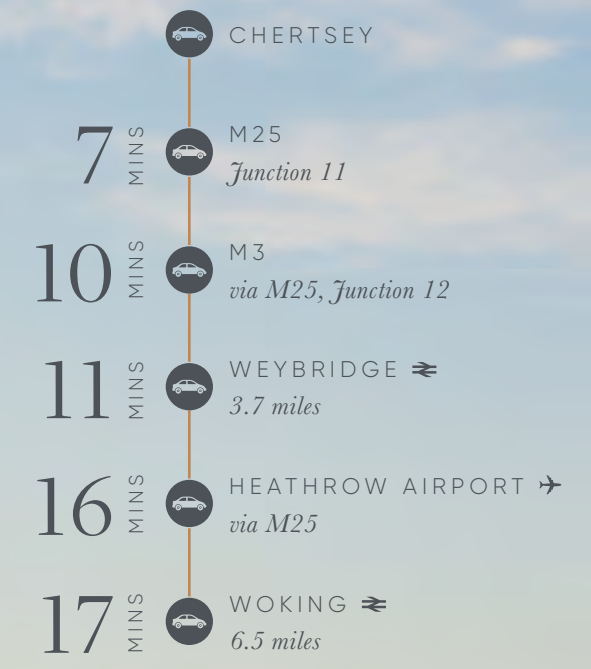 CHERTSEY
7 MINS
M25
Junction 11
10 MINS
M3
via M25, Junction 12
11 MINS
WEYBRIDGE
3.7 miles
16 MINS
HEATHROW AIRPORT
via M25
17 MINS
WOKING
6.5 miles